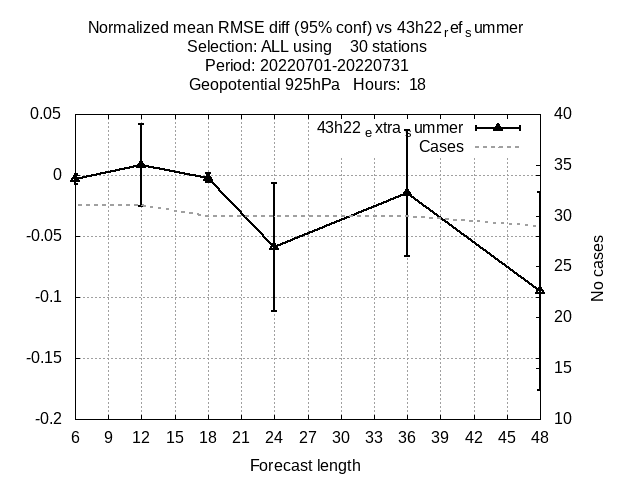 Normalized mean RMSE diff (95% conf) vs 43h22refsummer
Selection: ALL using 30 stations
Period: 20220701-20220731
Geopotential 925hPa Hours: 18
43h22extrasummer
Cases
0.05
0
-0.05
-0.1
-0.15
-0.2
40
35
30
25
20
15
10
No cases
6 9 12 15 18 21 24 27 30 33 36 39 42 45 48
Forecast length